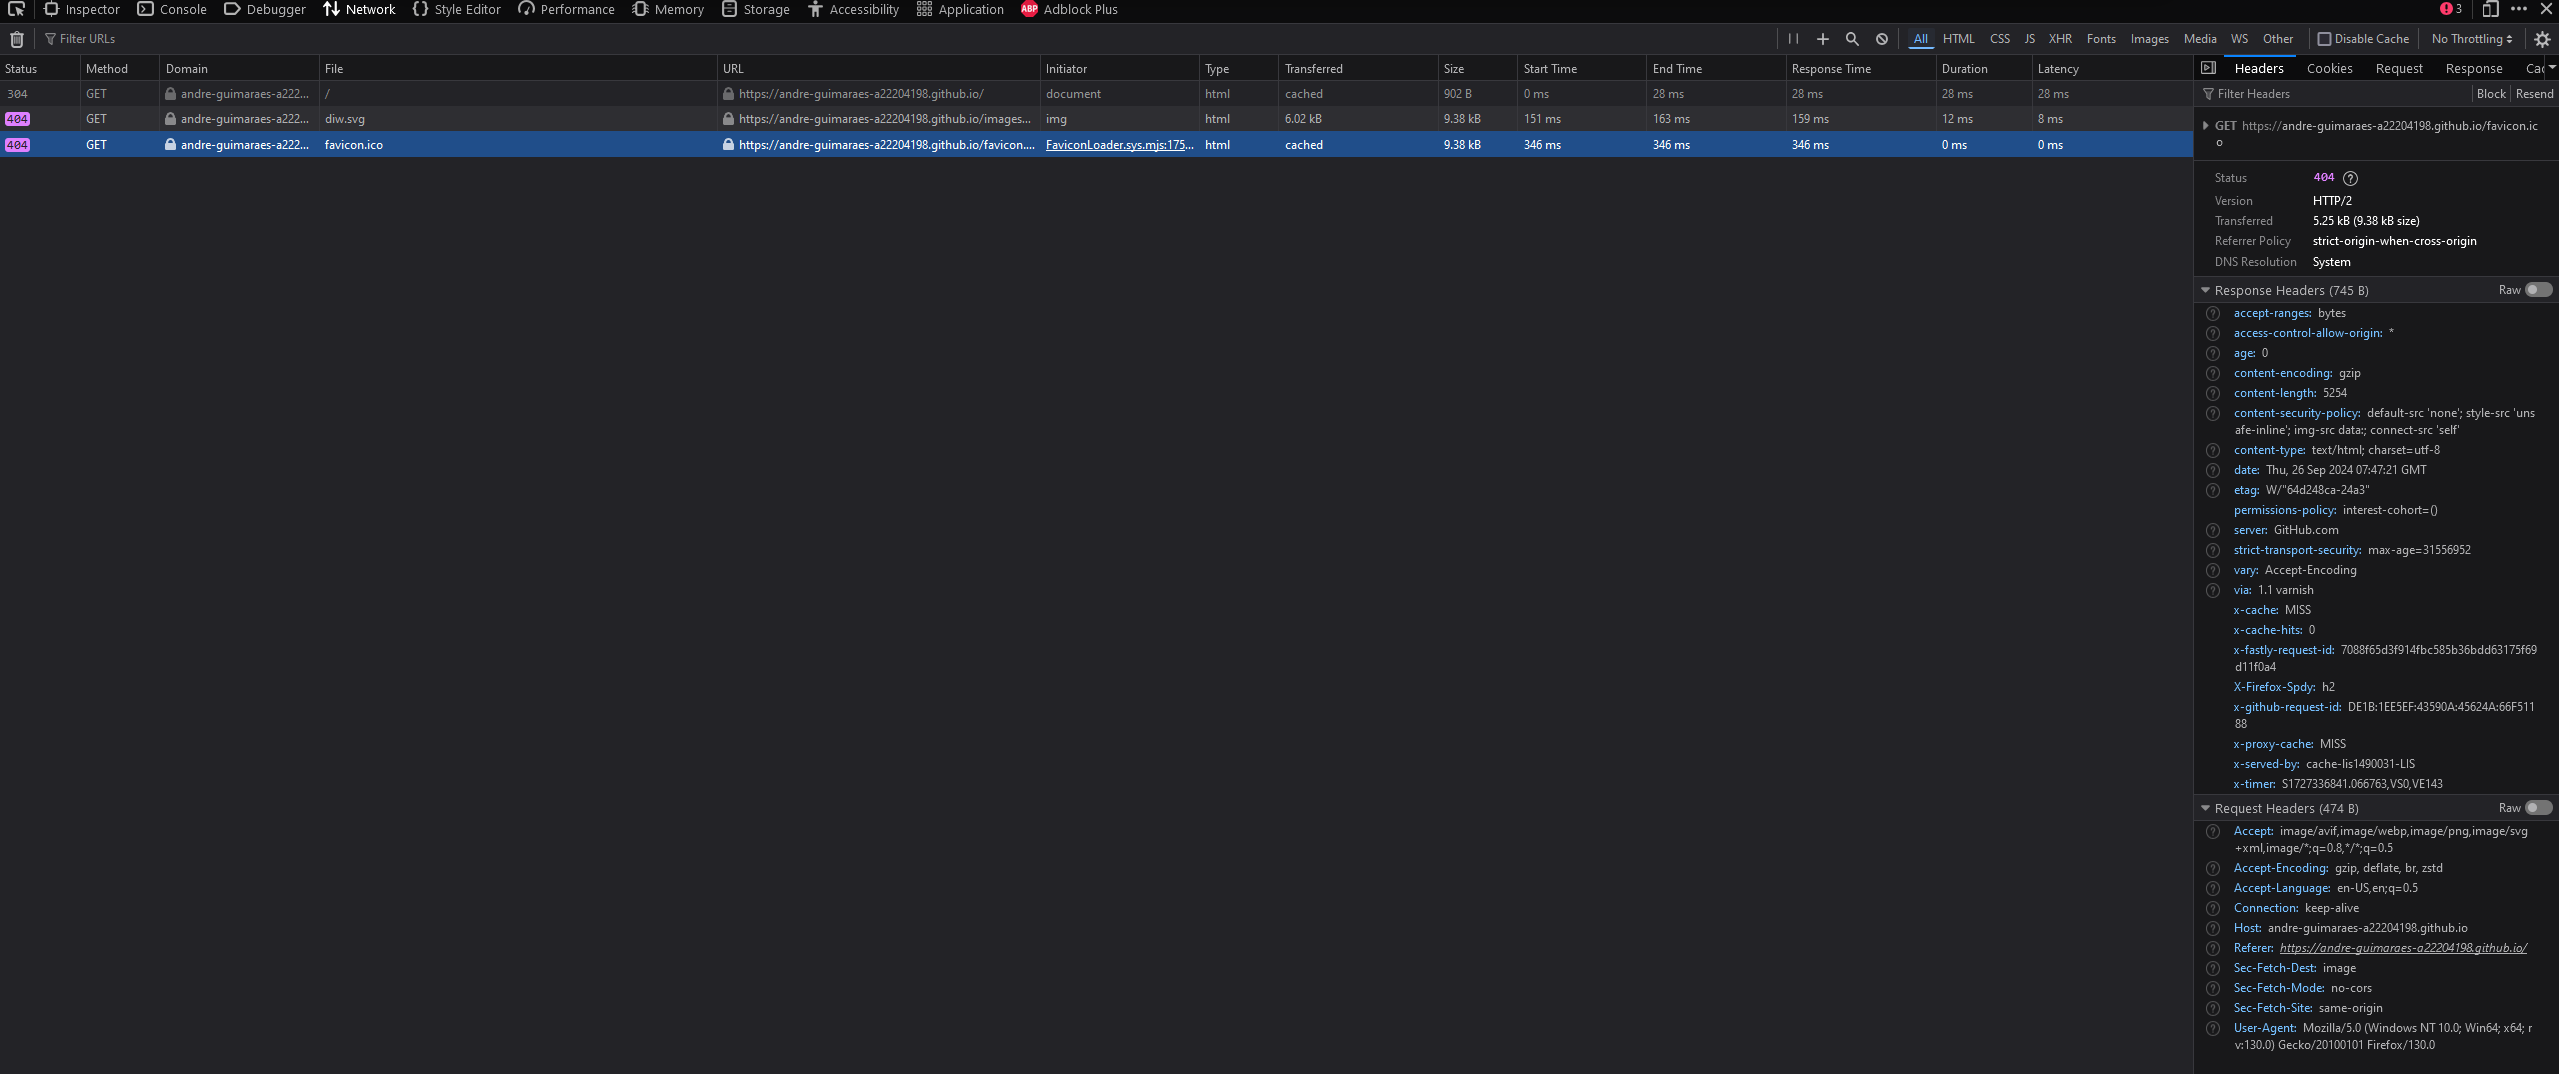 Inspector Console Debugger Network Style Editor Performance Memory Storage Accessibility Application ABP Adblock Plus 3
Filter URLs All HTML CSS JS XHR Fonts Images Media WS Other Disable Cache No Throttling
Status Method Domain File URL Initiator Type Transferred Size Start Time End Time Response Time Duration Latency
304 GET andre-guimaraes-a222... / https://andre-guimaraes-a22204198.github.io/ document html cached 902 B 0 ms 28 ms 28 ms 28 ms 28 ms
404 GET andre-guimaraes-a222... diw.svg https://andre-guimaraes-a22204198.github.io/images... img html 6.02 kB 9.38 kB 151 ms 163 ms 159 ms 12 ms 8 ms
404 GET andre-guimaraes-a222... favicon.ico https://andre-guimaraes-a22204198.github.io/favicon.... FaviconLoader.sys.mjs:175... html cached 9.38 kB 346 ms 346 ms 346 ms 0 ms 0 ms
Headers Cookies Request Response Cac
Filter Headers Block Resend
GET https://andre-guimaraes-a22204198.github.io/favicon.ic
o
Status 404
Version HTTP/2
Transferred 5.25 kB (9.38 kB size)
Referrer Policy strict-origin-when-cross-origin
DNS Resolution System
Response Headers (745 B) Raw
accept-ranges: bytes
access-control-allow-origin: *
age: 0
content-encoding: gzip
content-length: 5254
content-security-policy: default-src 'none'; style-src 'uns
afe-inline'; img-src data:; connect-src 'self'
content-type: text/html; charset=utf-8
date: Thu, 26 Sep 2024 07:47:21 GMT
etag: W/"64d248ca-24a3"
permissions-policy: interest-cohort=()
server: GitHub.com
strict-transport-security: max-age=31556952
vary: Accept-Encoding
via: 1.1 varnish
x-cache: MISS
x-cache-hits: 0
x-fastly-request-id: 7088f65d3f914fbc585b36bdd63175f69
d11f0a4
X-Firefox-Spdy: h2
x-github-request-id: DE1B:1EE5EF:43590A:45624A:66F511
88
x-proxy-cache: MISS
x-served-by: cache-lis1490031-LIS
x-timer: S1727336841.066763,VS0,VE143
Request Headers (474 B) Raw
Accept: image/avif,image/webp,image/png,image/svg
+xml,image/*;q=0.8,*/*;q=0.5
Accept-Encoding: gzip, deflate, br, zstd
Accept-Language: en-US,en;q=0.5
Connection: keep-alive
Host: andre-guimaraes-a22204198.github.io
Referer: https://andre-guimaraes-a22204198.github.io/
Sec-Fetch-Dest: image
Sec-Fetch-Mode: no-cors
Sec-Fetch-Site: same-origin
User-Agent: Mozilla/5.0 (Windows NT 10.0; Win64; x64; r
v:130.0) Gecko/20100101 Firefox/130.0